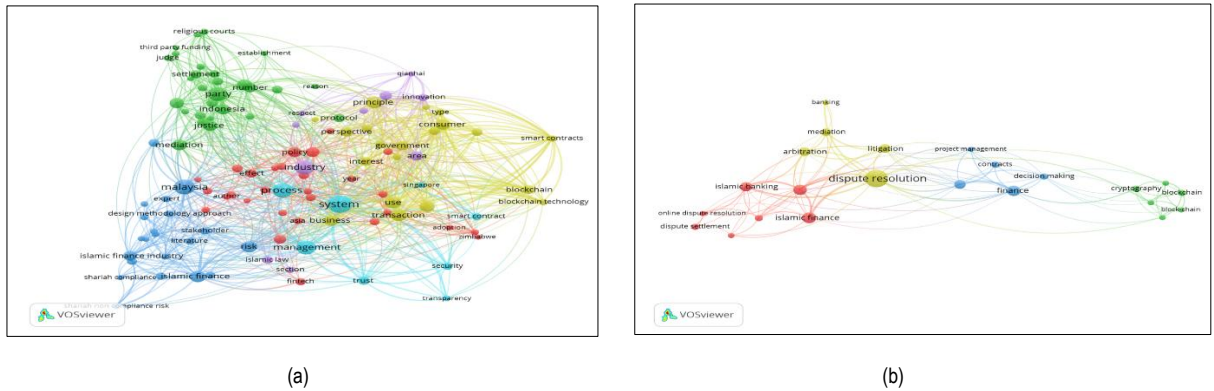 religious courts
third party funding
establishment
judge
settlement
qianhai
number
reason
party
innovation
principle
indonesia
respect
type
protocol
consumer
justice
perspective
smart contracts
government
mediation
policy
area
interest
industry
effect
year
malaysia
singapore
process
expert
blockchain
author
use
system
blockchain technology
design methodology approach
asia
transaction
smart contract
business
adoption
stakeholder
zimbabwe
literature
risk
management
islamic finance industry
islamic law
section
security
shariah compliance
islamic finance
fintech
trust
transparency
VOSviewer
(a)
banking
mediation
arbitration
litigation
project management
contracts
dispute resolution
decision making
islamic banking
finance
cryptography
blockchain
online dispute resolution
islamic finance
blockchain
dispute settlement
VOSviewer
(b)